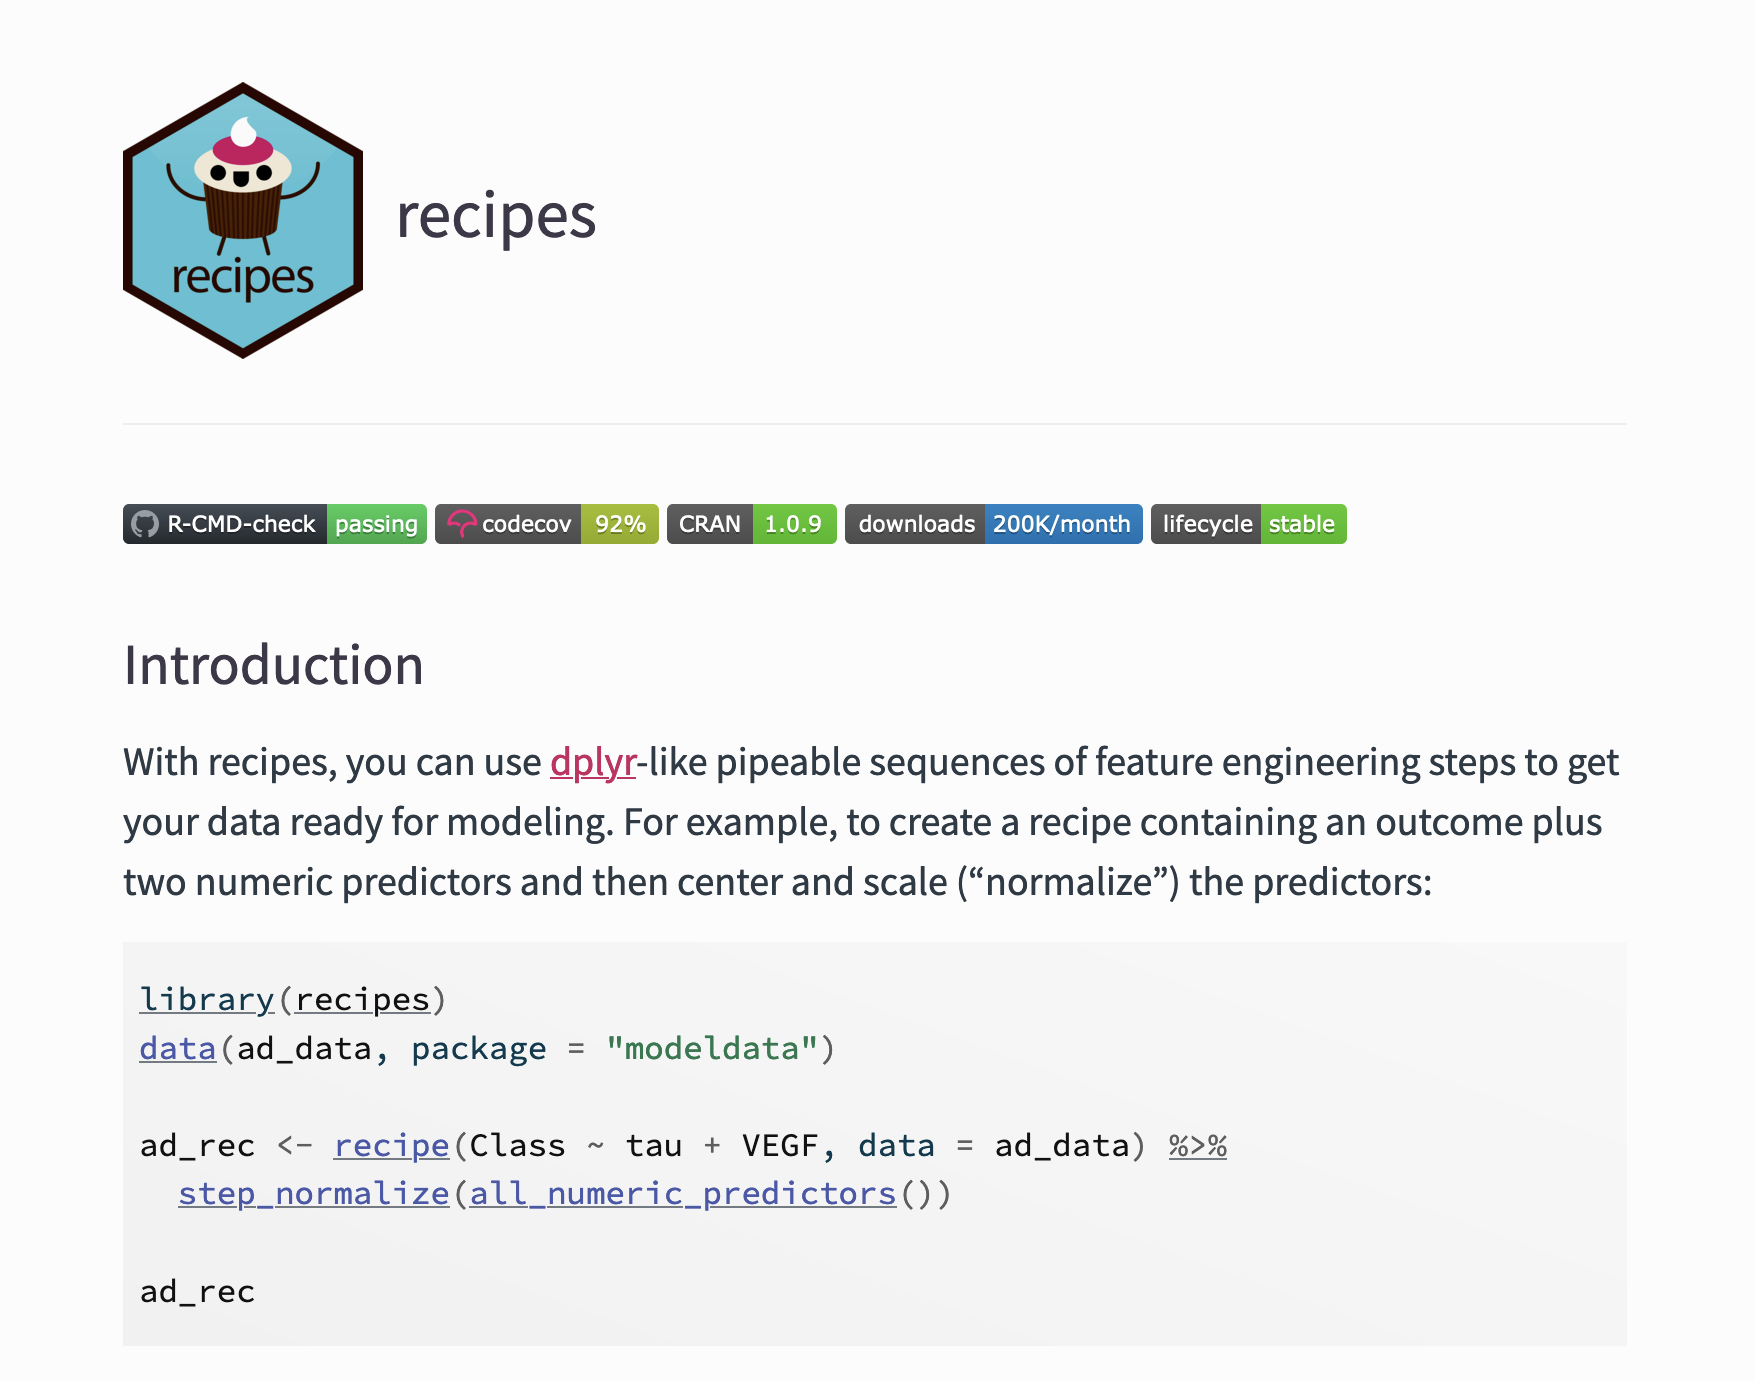 recipes
recipes
R-CMD-check passing codecov 92% CRAN 1.0.9 downloads 200K/month lifecycle stable
Introduction
With recipes, you can use dplyr-like pipeable sequences of feature engineering steps to get
your data ready for modeling. For example, to create a recipe containing an outcome plus
two numeric predictors and then center and scale (“normalize”) the predictors:
library(recipes)
data(ad_data, package = "modeldata")
ad_rec <- recipe(Class ~ tau + VEGF, data = ad_data) %>%
  step_normalize(all_numeric_predictors())
ad_rec